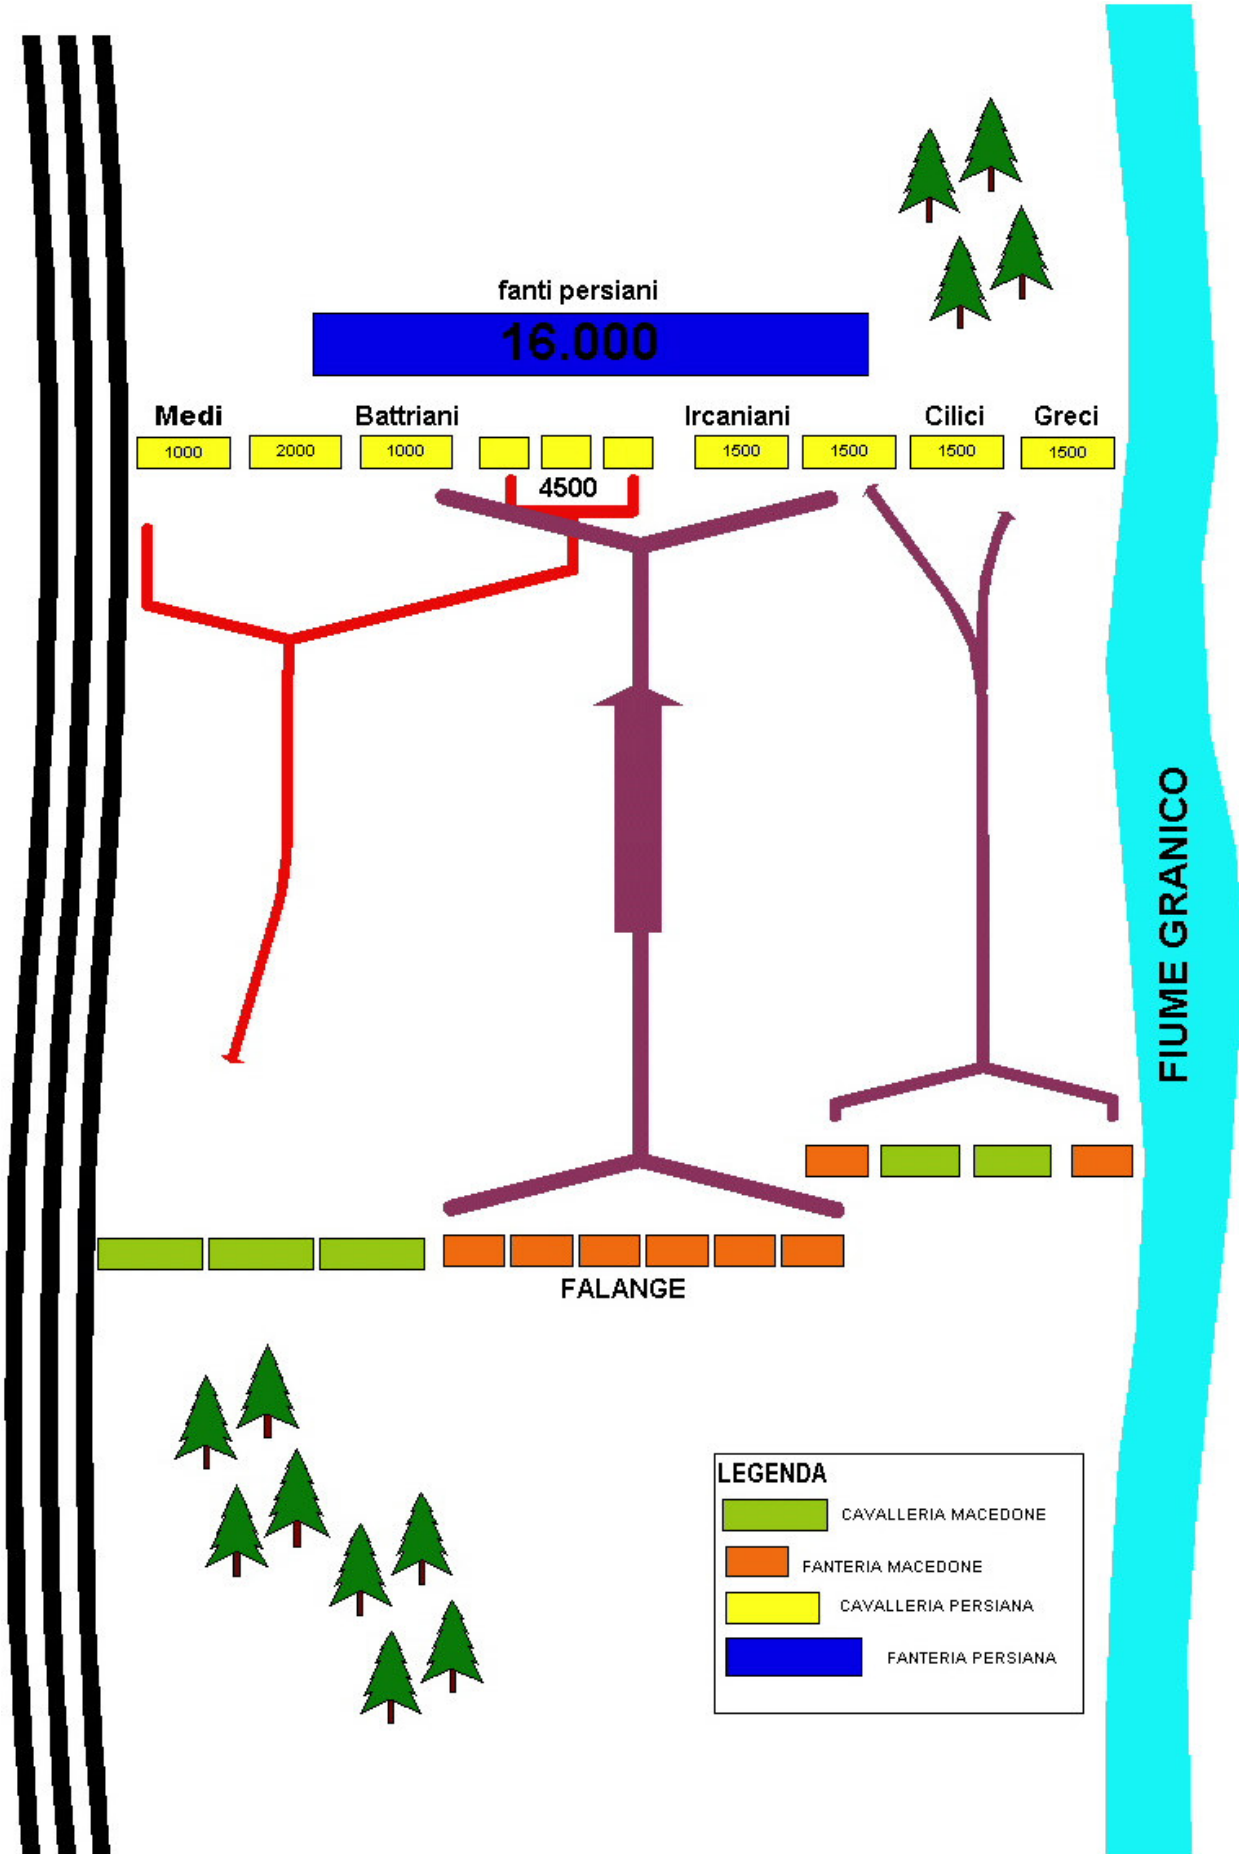 fanti persiani
16.000
Medi Battriani Ircaniani Cilici Greci
1000 2000 1000 1500 1500 1500 1500
4500
FIUME GRANICO
FALANGE
LEGENDA
CAVALLERIA MACEDONE
FANTERIA MACEDONE
CAVALLERIA PERSIANA
FANTERIA PERSIANA